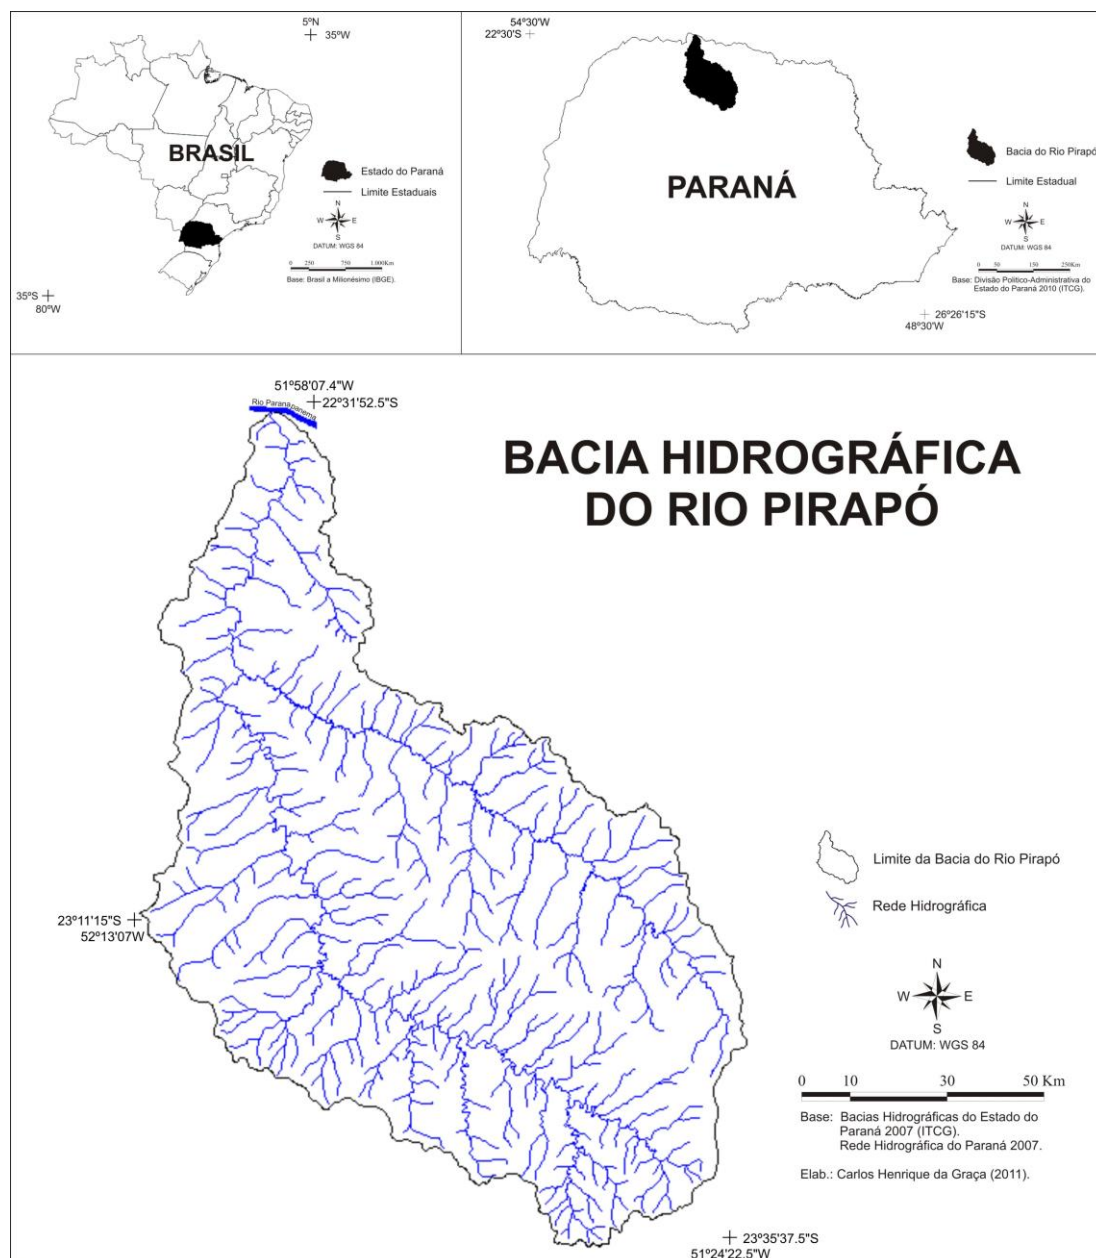 5ºN
35ºW
BRASIL
Estado do Paraná
Limite Estaduais
N
W E
S
DATUM: WGS 84
0 250 750 1.000Km
Base: Brasil a Milionésimo (IBGE).
35ºS
80ºW
54º30'W
22º30'S
PARANÁ
Bacia do Rio Pirapó
Limite Estadual
N
W E
S
DATUM: WGS 84
0 50 150 250Km
Base: Divisão Político-Administrativa do
Estado do Paraná 2010 (ITCG).
26º26'15"S
48º30'W
51º58'07.4"W
22º31'52.5"S
Rio Paranapanema
BACIA HIDROGRÁFICA
DO RIO PIRAPÓ
23º11'15"S
52º13'07W
Limite da Bacia do Rio Pirapó
Rede Hidrográfica
N
W E
S
DATUM: WGS 84
0 10 30 50 Km
Base: Bacias Hidrográficas do Estado do
Paraná 2007 (ITCG).
Rede Hidrográfica do Paraná 2007.
Elab.: Carlos Henrique da Graça (2011).
23º35'37.5"S
51º24'22.5"W